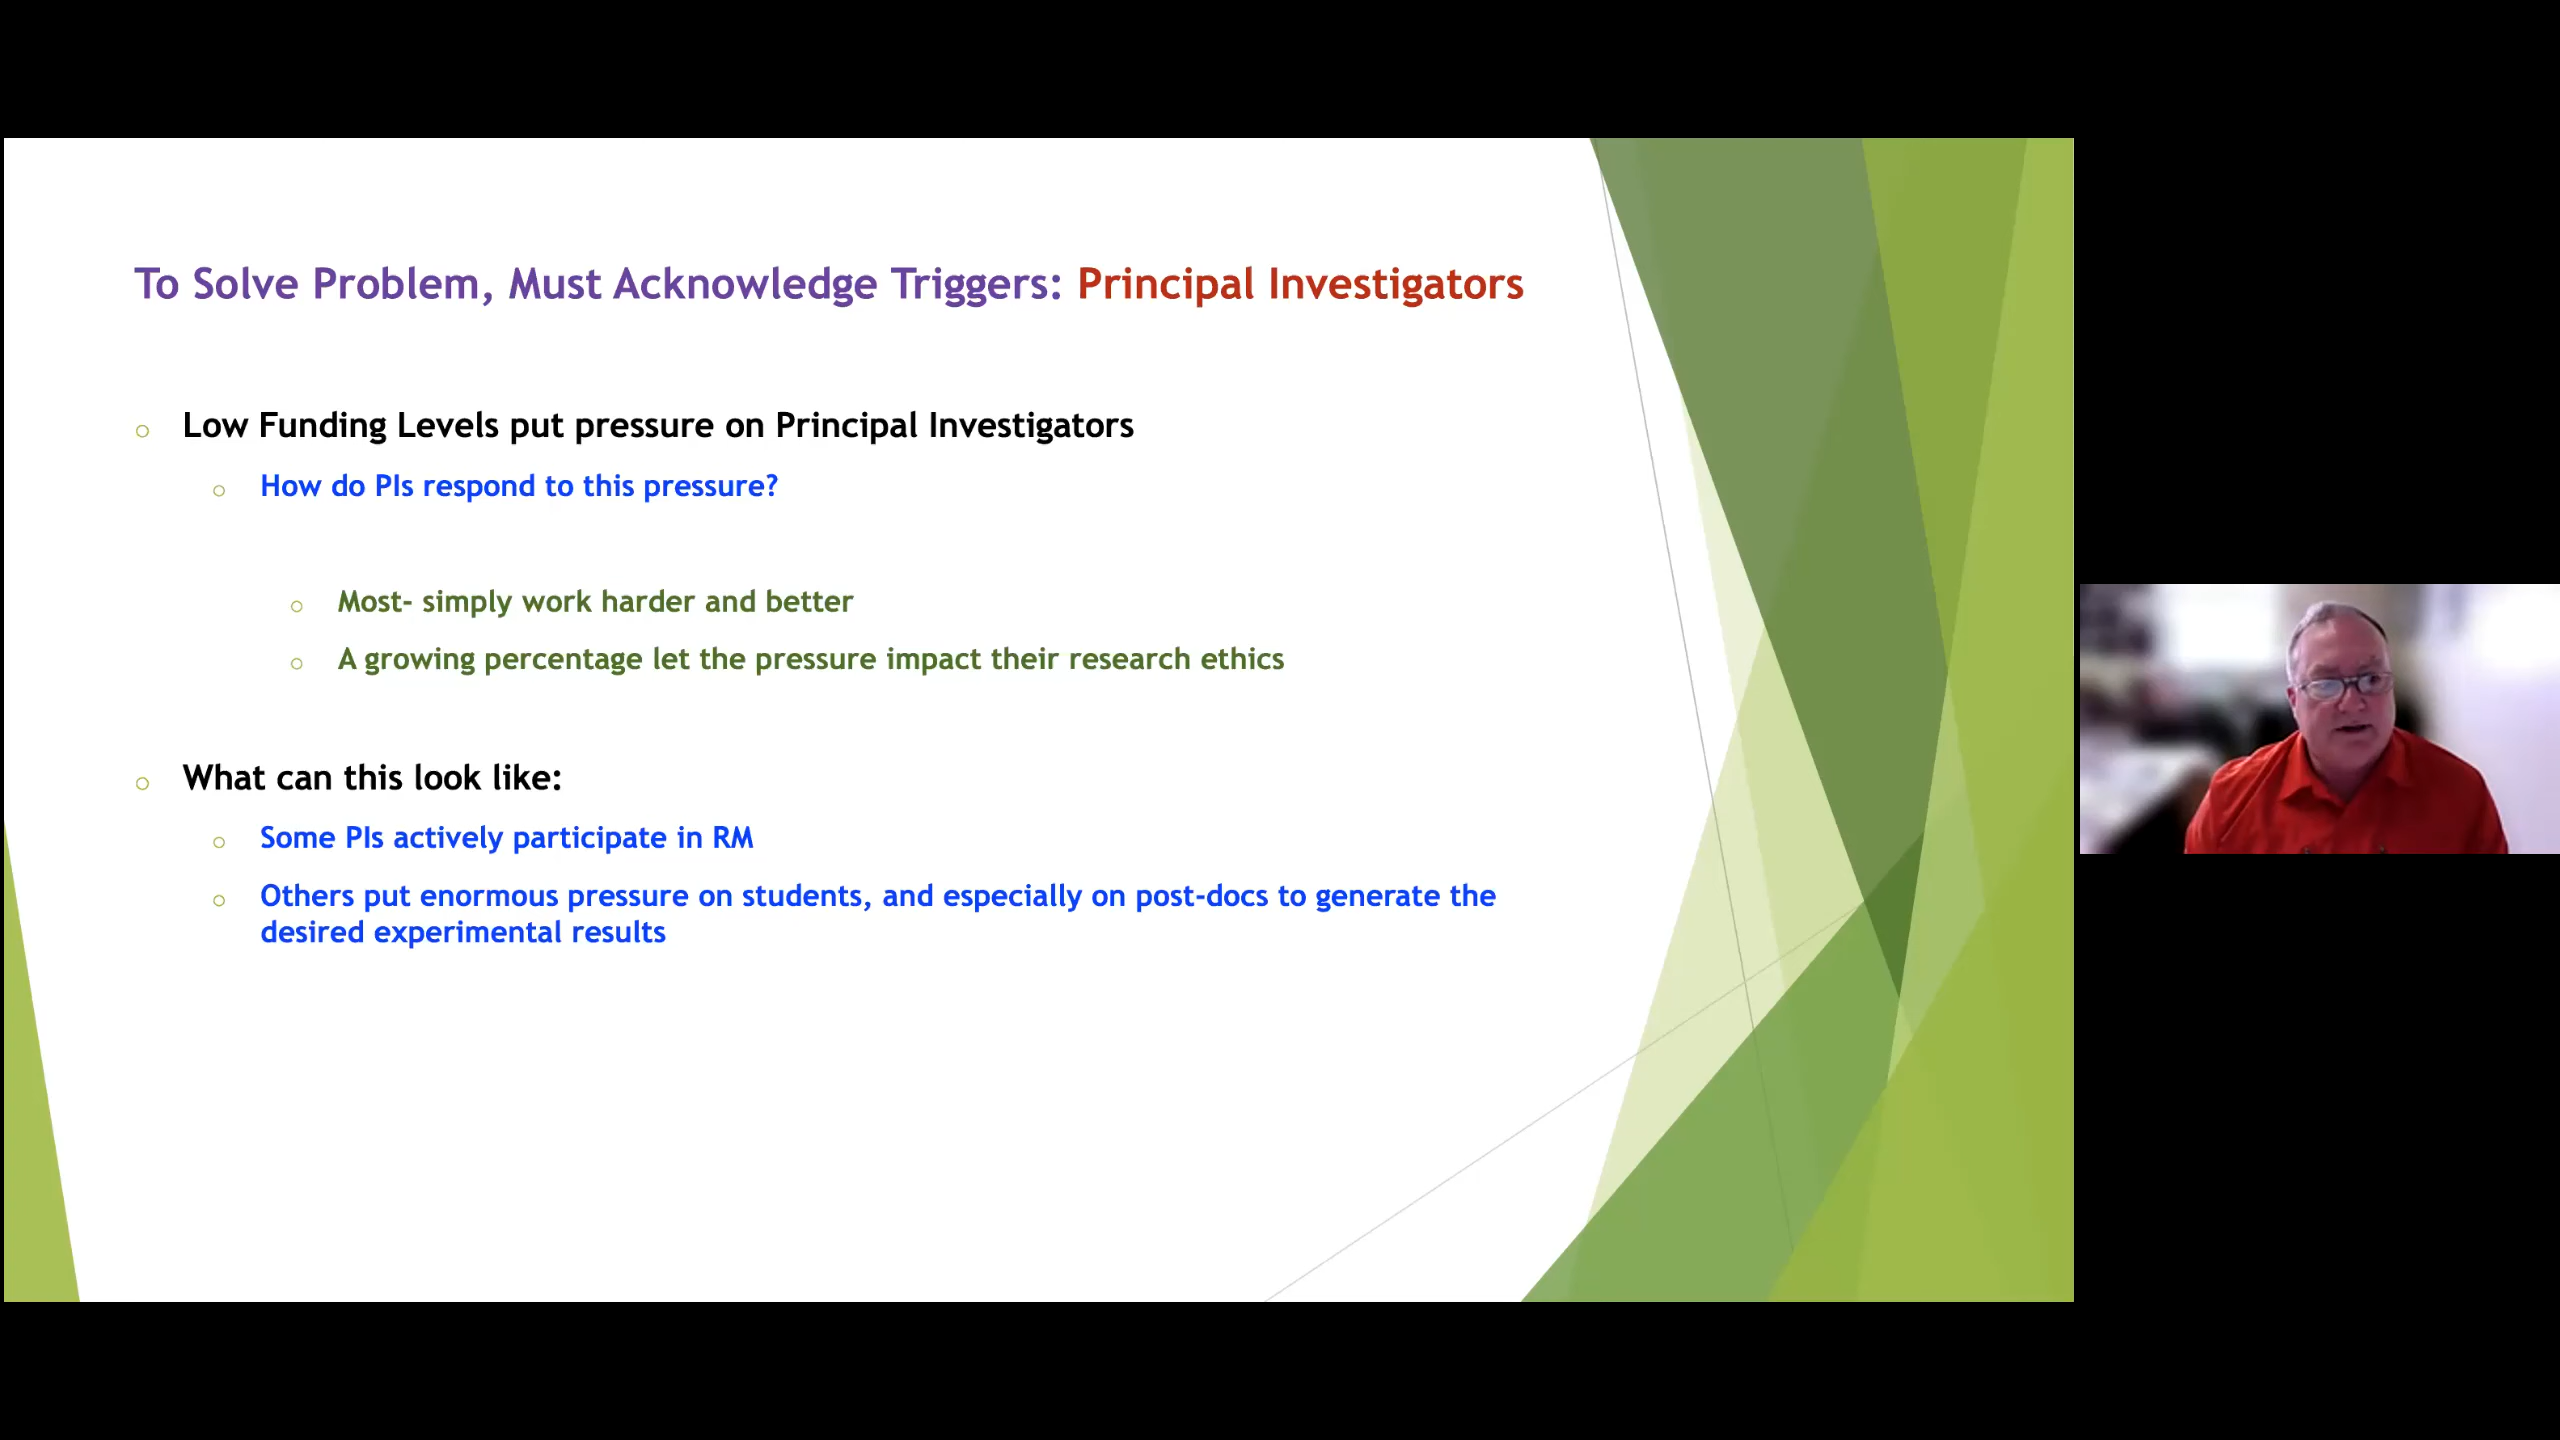 To Solve Problem, Must Acknowledge Triggers: Principal Investigators
Low Funding Levels put pressure on Principal Investigators
How do PIs respond to this pressure?
Most- simply work harder and better
A growing percentage let the pressure impact their research ethics
What can this look like:
Some PIs actively participate in RM
Others put enormous pressure on students, and especially on post-docs to generate the
desired experimental results